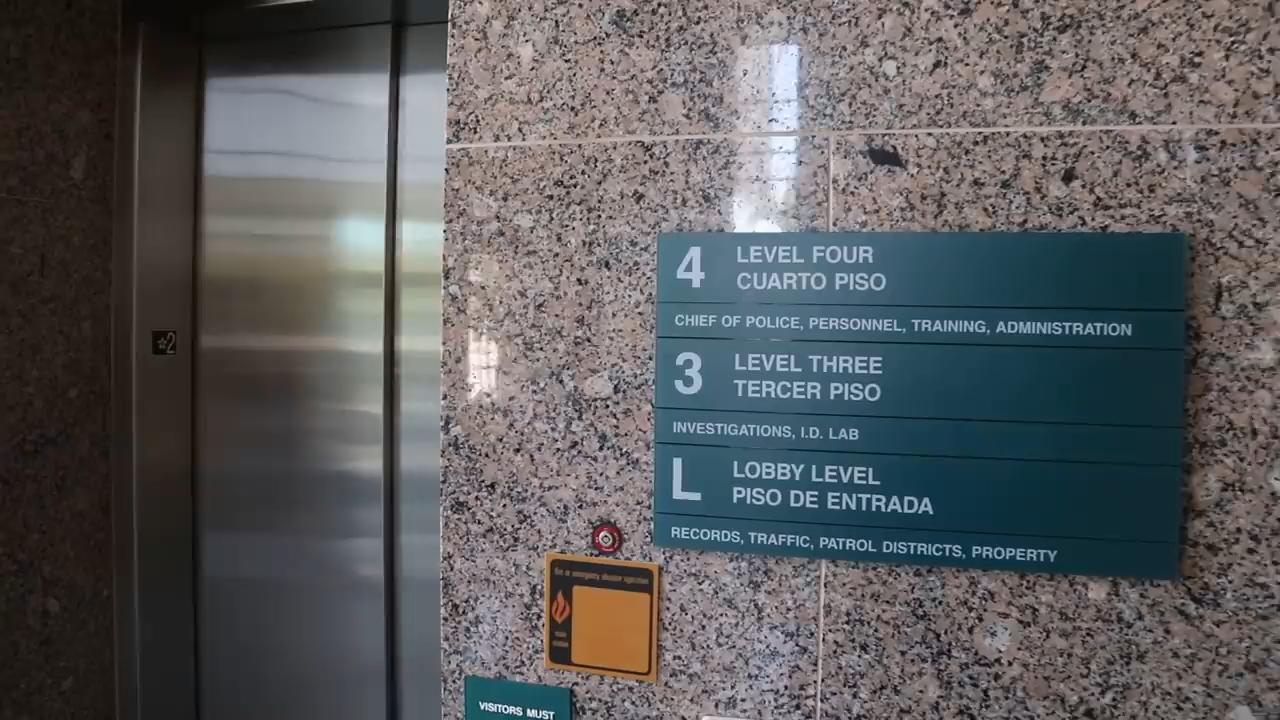 ☆2
4
LEVEL FOUR
CUARTO PISO
CHIEF OF POLICE, PERSONNEL, TRAINING, ADMINISTRATION
3
LEVEL THREE
TERCER PISO
INVESTIGATIONS, I.D. LAB
L
LOBBY LEVEL
PISO DE ENTRADA
RECORDS, TRAFFIC, PATROL DISTRICTS, PROPERTY
VISITORS MUST